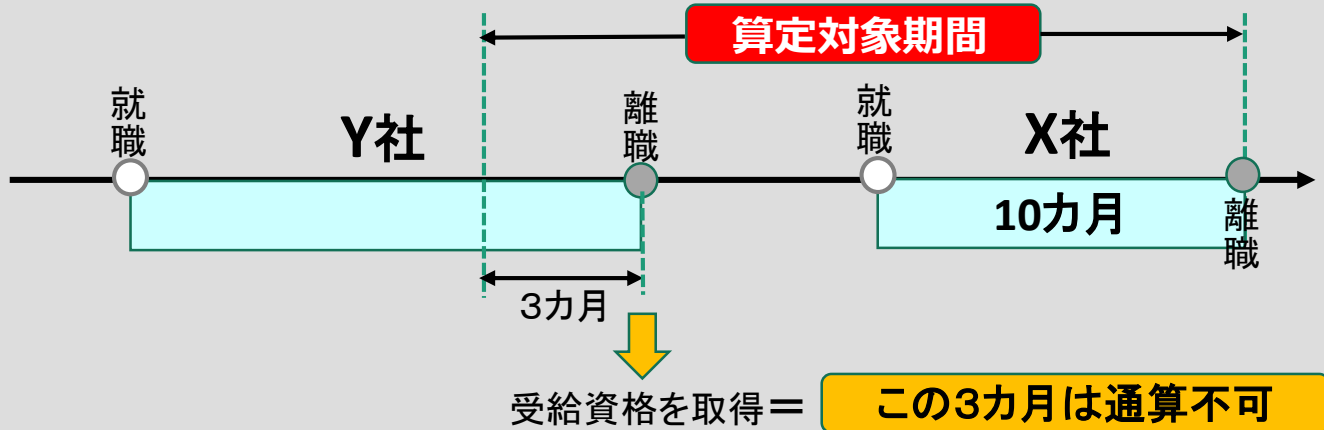 算定対象期間
就職
Y社
離職
就職
X社
10カ月
離職
３カ月
受給資格を取得＝
この３カ月は通算不可